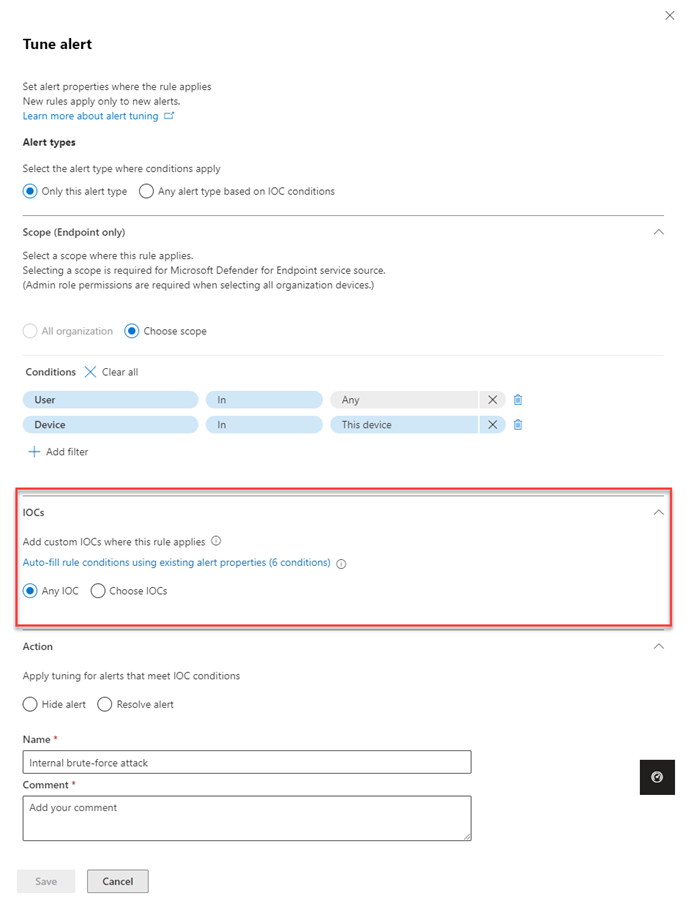 Tune alert
Set alert properties where the rule applies
New rules apply only to new alerts.
Learn more about alert tuning
Alert types
Select the alert type where conditions apply
Only this alert type Any alert type based on IOC conditions
Scope (Endpoint only)
Select a scope where this rule applies.
Selecting a scope is required for Microsoft Defender for Endpoint service source.
(Admin role permissions are required when selecting all organization devices.)
All organization Choose scope
Conditions Clear all
User In Any
Device In This device
Add filter
IOCs
Add custom IOCs where this rule applies
Auto-fill rule conditions using existing alert properties (6 conditions)
Any IOC Choose IOCs
Action
Apply tuning for alerts that meet IOC conditions
Hide alert Resolve alert
Name *
Internal brute-force attack
Comment *
Add your comment
Save Cancel